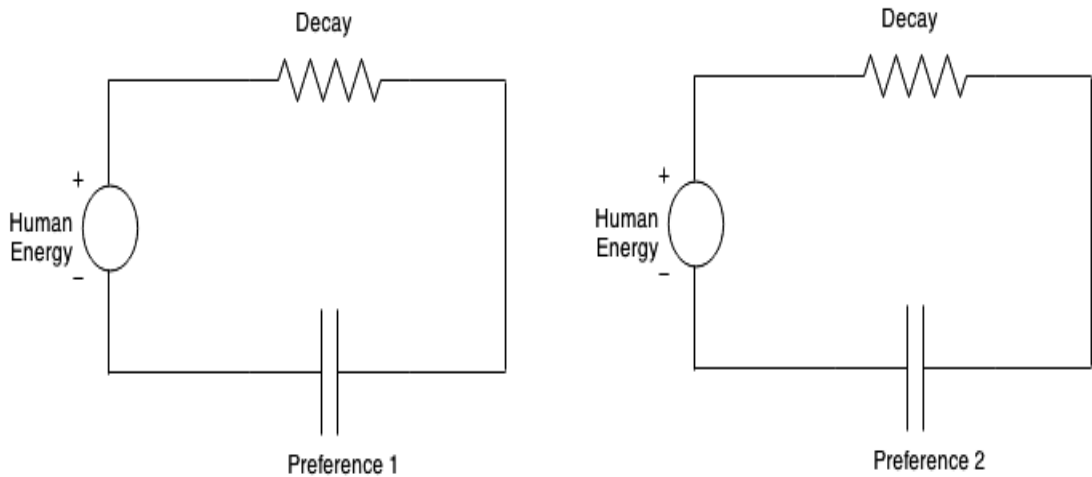 Decay
+
Human
Energy
−
Preference 1
Decay
+
Human
Energy
−
Preference 2